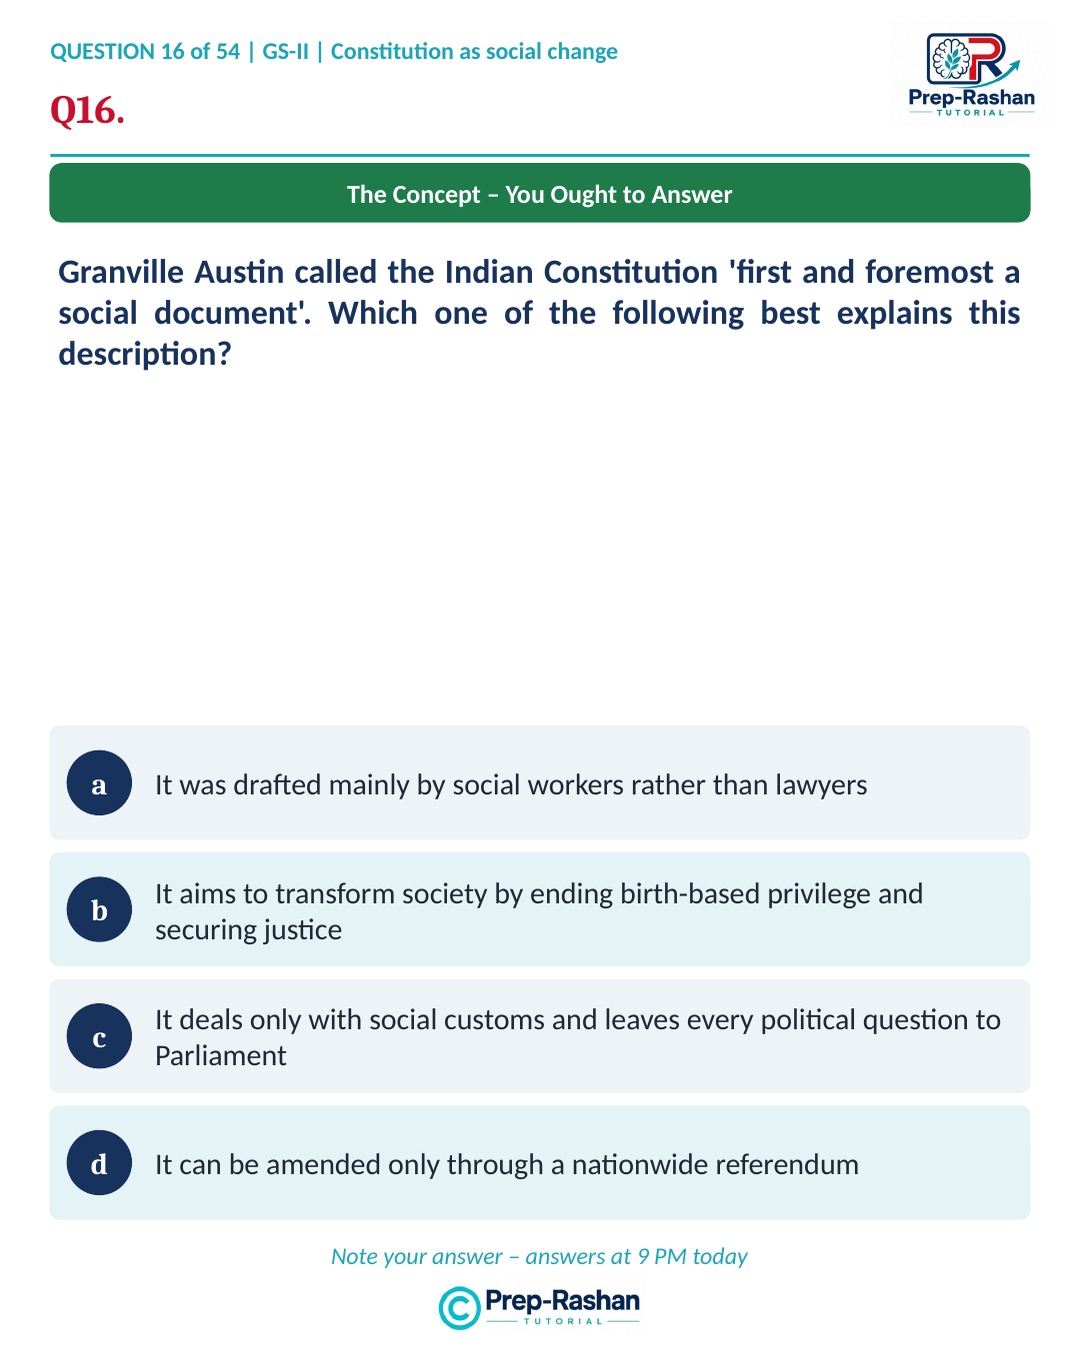 QUESTION 16 of 54 | GS-II | Constitution as social change
Q16.
Prep-Rashan
TUTORIAL
The Concept – You Ought to Answer
Granville Austin called the Indian Constitution 'first and foremost a
social document'. Which one of the following best explains this
description?
a It was drafted mainly by social workers rather than lawyers
b It aims to transform society by ending birth-based privilege and
securing justice
c It deals only with social customs and leaves every political question to
Parliament
d It can be amended only through a nationwide referendum
Note your answer – answers at 9 PM today
© Prep-Rashan
TUTORIAL